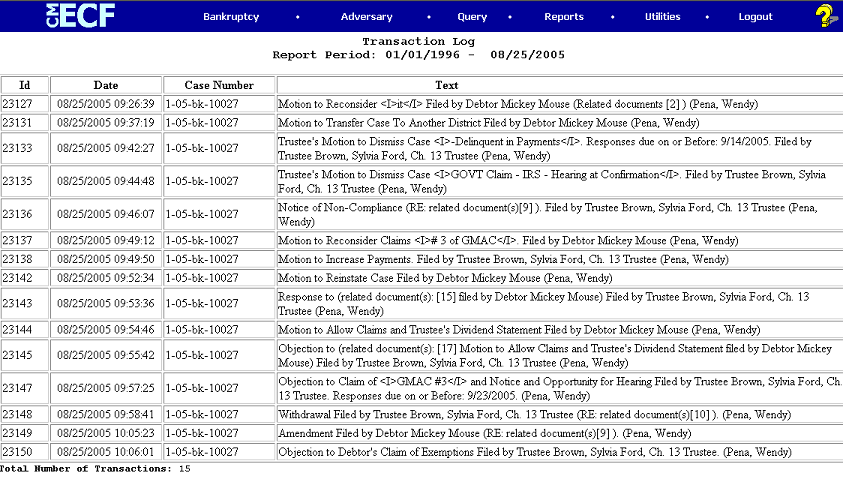 CM ECF Bankruptcy • Adversary • Query • Reports • Utilities • Logout ?
Transaction Log
Report Period: 01/01/1996 - 08/25/2005
Id Date Case Number Text
23127 08/25/2005 09:26:39 1-05-bk-10027 Motion to Reconsider <I>it</I> Filed by Debtor Mickey Mouse (Related documents [2] ) (Pena, Wendy)
23131 08/25/2005 09:37:19 1-05-bk-10027 Motion to Transfer Case To Another District Filed by Debtor Mickey Mouse (Pena, Wendy)
23133 08/25/2005 09:42:27 1-05-bk-10027 Trustee's Motion to Dismiss Case <I>-Delinquent in Payments</I>. Responses due on or Before: 9/14/2005. Filed by
Trustee Brown, Sylvia Ford, Ch. 13 Trustee (Pena, Wendy)
23135 08/25/2005 09:44:48 1-05-bk-10027 Trustee's Motion to Dismiss Case <I>GOVT Claim - IRS - Hearing at Confirmation</I>. Filed by Trustee Brown, Sylvia
Ford, Ch. 13 Trustee (Pena, Wendy)
23136 08/25/2005 09:46:07 1-05-bk-10027 Notice of Non-Compliance (RE: related document(s)[9] ). Filed by Trustee Brown, Sylvia Ford, Ch. 13 Trustee (Pena,
Wendy)
23137 08/25/2005 09:49:12 1-05-bk-10027 Motion to Reconsider Claims <I># 3 of GMAC</I>. Filed by Debtor Mickey Mouse (Pena, Wendy)
23138 08/25/2005 09:49:50 1-05-bk-10027 Motion to Increase Payments. Filed by Trustee Brown, Sylvia Ford, Ch. 13 Trustee (Pena, Wendy)
23142 08/25/2005 09:52:34 1-05-bk-10027 Motion to Reinstate Case Filed by Debtor Mickey Mouse (Pena, Wendy)
23143 08/25/2005 09:53:36 1-05-bk-10027 Response to (related document(s): [15] filed by Debtor Mickey Mouse) Filed by Trustee Brown, Sylvia Ford, Ch. 13
Trustee (Pena, Wendy)
23144 08/25/2005 09:54:46 1-05-bk-10027 Motion to Allow Claims and Trustee's Dividend Statement Filed by Debtor Mickey Mouse (Pena, Wendy)
23145 08/25/2005 09:55:42 1-05-bk-10027 Objection to (related document(s): [17] Motion to Allow Claims and Trustee's Dividend Statement filed by Debtor Mickey
Mouse) Filed by Trustee Brown, Sylvia Ford, Ch. 13 Trustee (Pena, Wendy)
23147 08/25/2005 09:57:25 1-05-bk-10027 Objection to Claim of <I>GMAC #3</I> and Notice and Opportunity for Hearing Filed by Trustee Brown, Sylvia Ford, Ch.
13 Trustee. Responses due on or Before: 9/23/2005. (Pena, Wendy)
23148 08/25/2005 09:58:41 1-05-bk-10027 Withdrawal Filed by Trustee Brown, Sylvia Ford, Ch. 13 Trustee (RE: related document(s)[10] ). (Pena, Wendy)
23149 08/25/2005 10:05:23 1-05-bk-10027 Amendment Filed by Debtor Mickey Mouse (RE: related document(s)[9] ). (Pena, Wendy)
23150 08/25/2005 10:06:01 1-05-bk-10027 Objection to Debtor's Claim of Exemptions Filed by Trustee Brown, Sylvia Ford, Ch. 13 Trustee. (Pena, Wendy)
Total Number of Transactions: 15